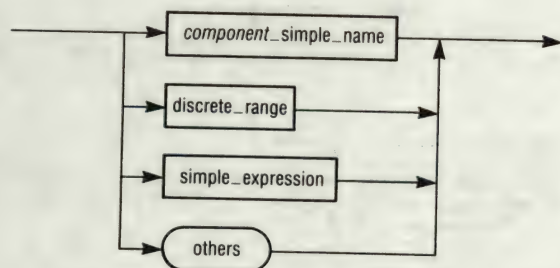 component_simple_name
discrete_range
simple_expression
others